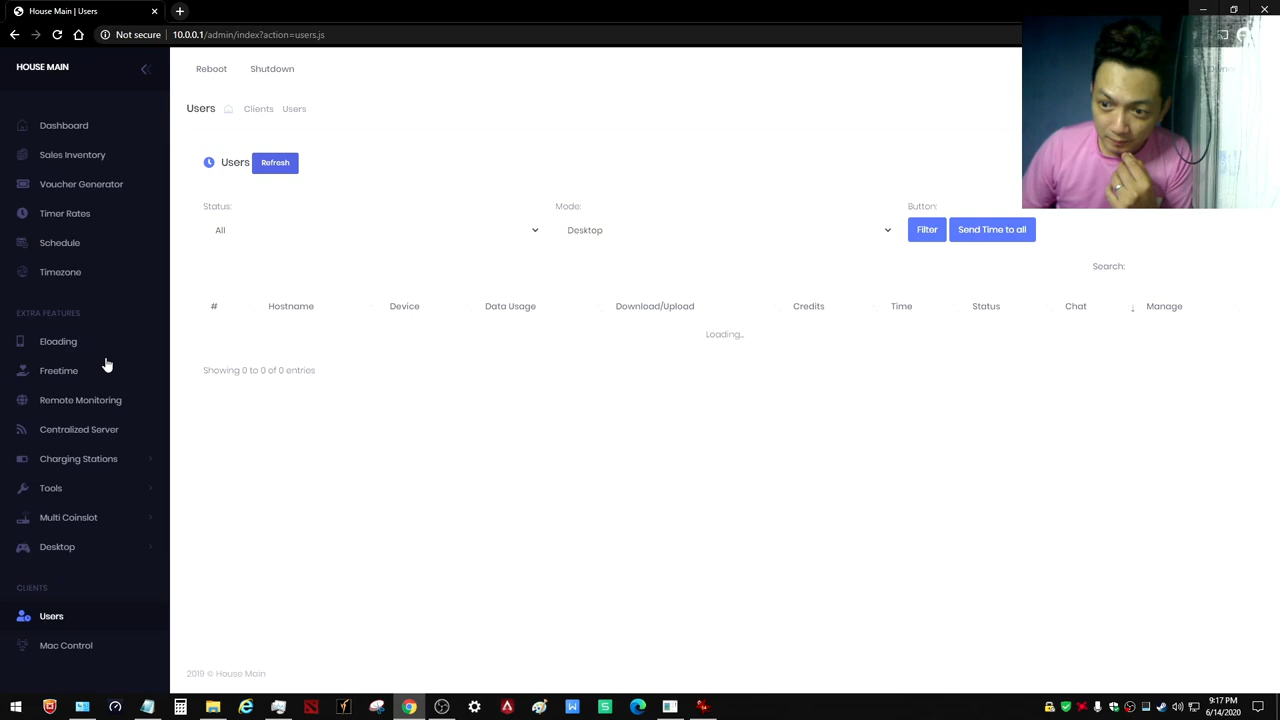 House Main | Users
Not secure
10.0.0.1/admin/index?action=users.js
HOUSE MAIN
Dashboard
Sales Inventory
Voucher Generator
Timer Rates
Schedule
Timezone
EXTRA FEATURES
Eloading
Freetime
Remote Monitoring
Centralized Server
Charging Stations
Tools
Multi Coinslot
Desktop
CLIENTS
Users
Mac Control
Reboot Shutdown
Users Clients Users
Users Refresh
Status: Mode: Button:
All Desktop Filter Send Time to all
Search:
# Hostname Device Data Usage Download/Upload Credits Time Status Chat Manage
Loading...
Showing 0 to 0 of 0 entries
2019 © House Main
9:17 PM
6/14/2020